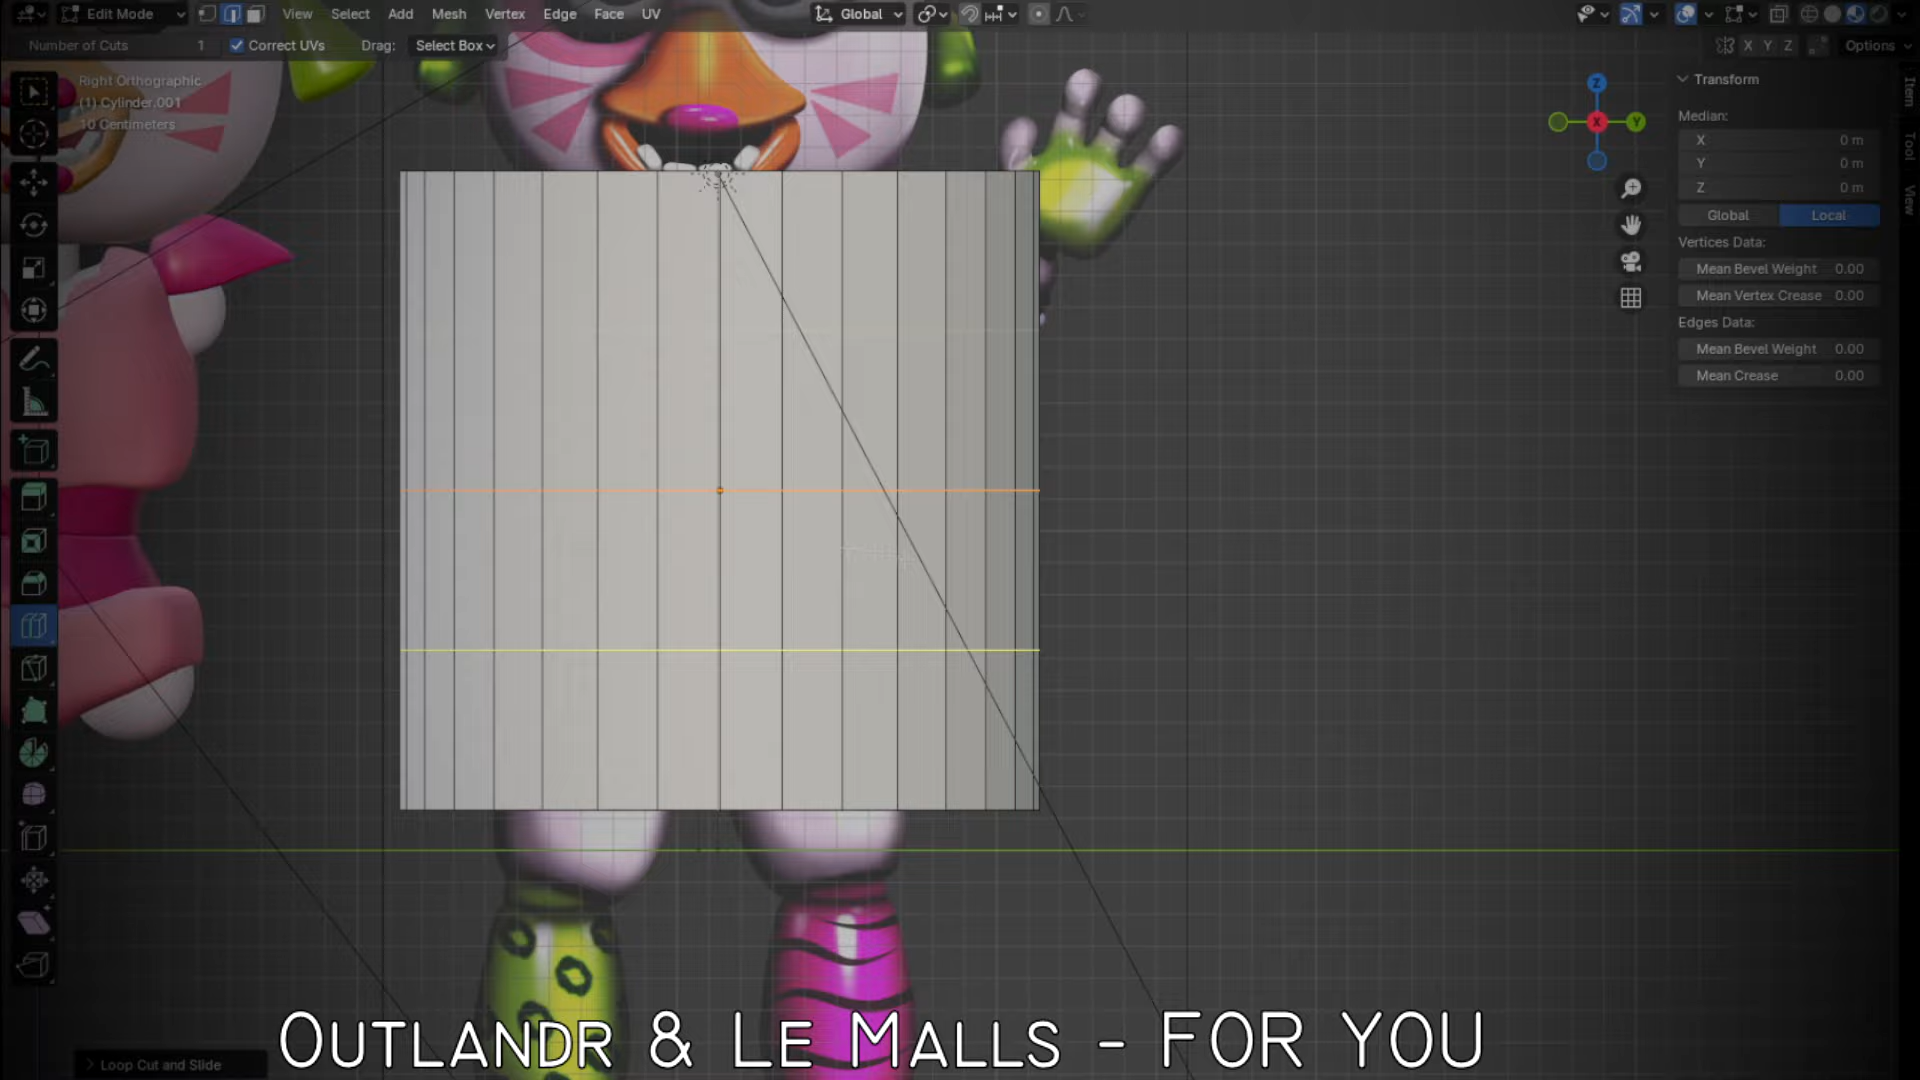 Edit Mode View Select Add Mesh Vertex Edge Face UV Global
Number of Cuts 1 Correct UVs Drag: Select Box X Y Z Options
Right Orthographic
(1) Cylinder.001
10 Centimeters
Z
X
Y
Transform
Median:
X 0 m
Y 0 m
Z 0 m
Global Local
Vertices Data:
Mean Bevel Weight 0.00
Mean Vertex Crease 0.00
Edges Data:
Mean Bevel Weight 0.00
Mean Crease 0.00
Item
Tool
View
Loop Cut and Slide
OUTLANDR & LE MALLS - FOR YOU